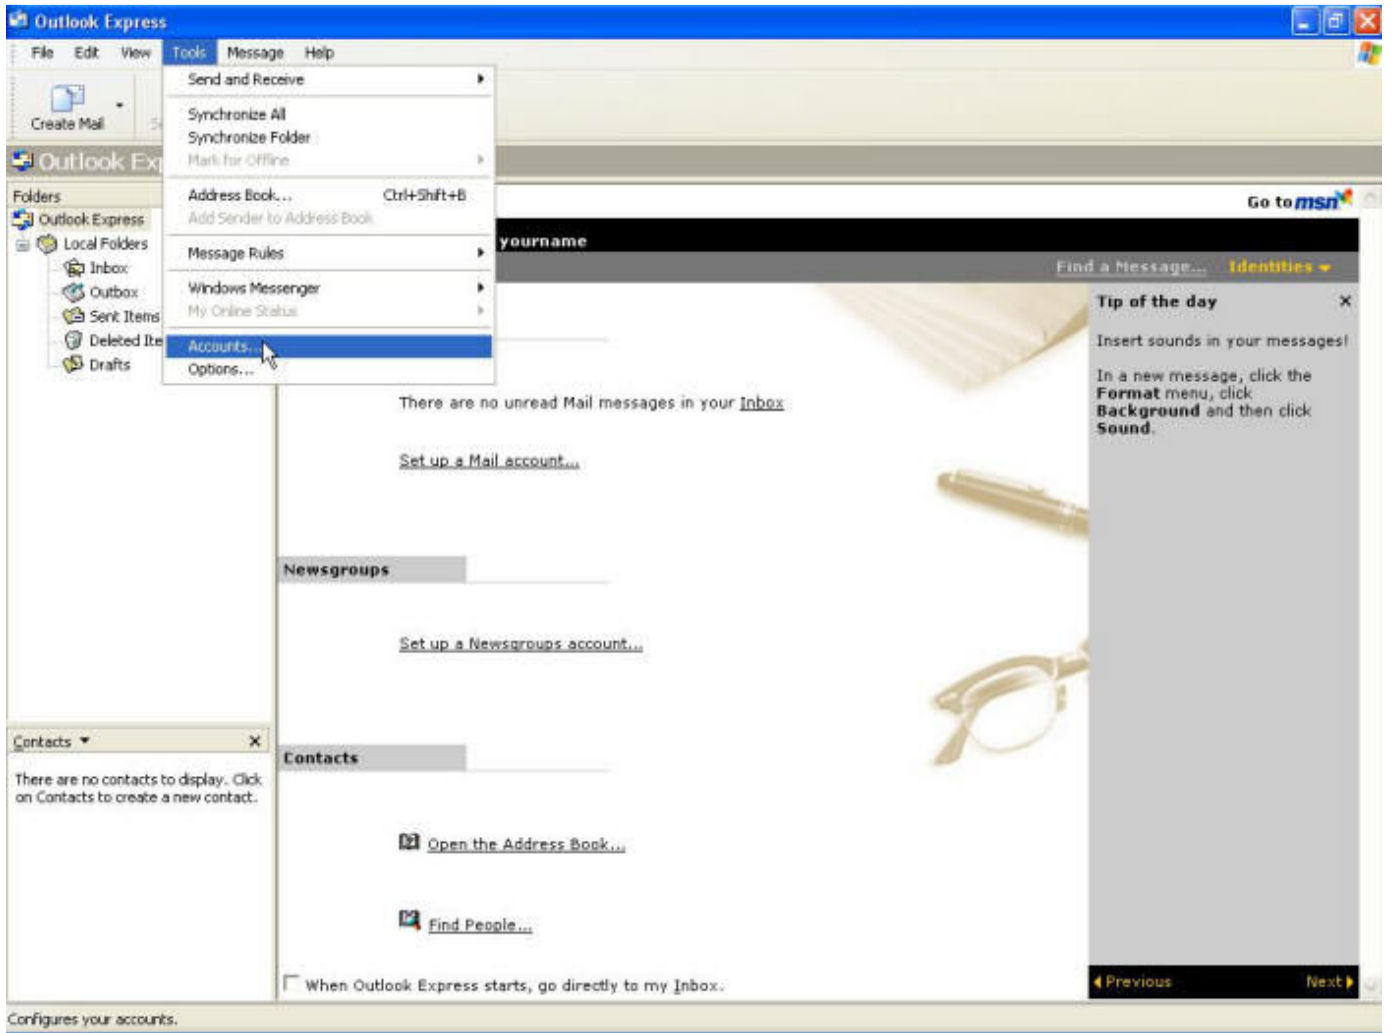 Outlook Express
File Edit View Tools Message Help
Send and Receive
Create Mail
Synchronize All
Synchronize Folder
Mark for Offline
Outlook Exp
Address Book... Ctrl+Shift+B
Add Sender to Address Book
Message Rules
Windows Messenger
My Online Status
Accounts...
Options...
Folders
Outlook Express
Local Folders
Inbox
Outbox
Sent Items
Deleted Ite
Drafts
Go to msn
yourname
Find a Message... Identities
There are no unread Mail messages in your Inbox
Set up a Mail account...
Newsgroups
Set up a Newsgroups account...
Contacts
Open the Address Book...
Find People...
When Outlook Express starts, go directly to my Inbox.
Tip of the day
Insert sounds in your messages!
In a new message, click the
Format menu, click
Background and then click
Sound.
Previous Next
Contacts
There are no contacts to display. Click
on Contacts to create a new contact.
Configures your accounts.